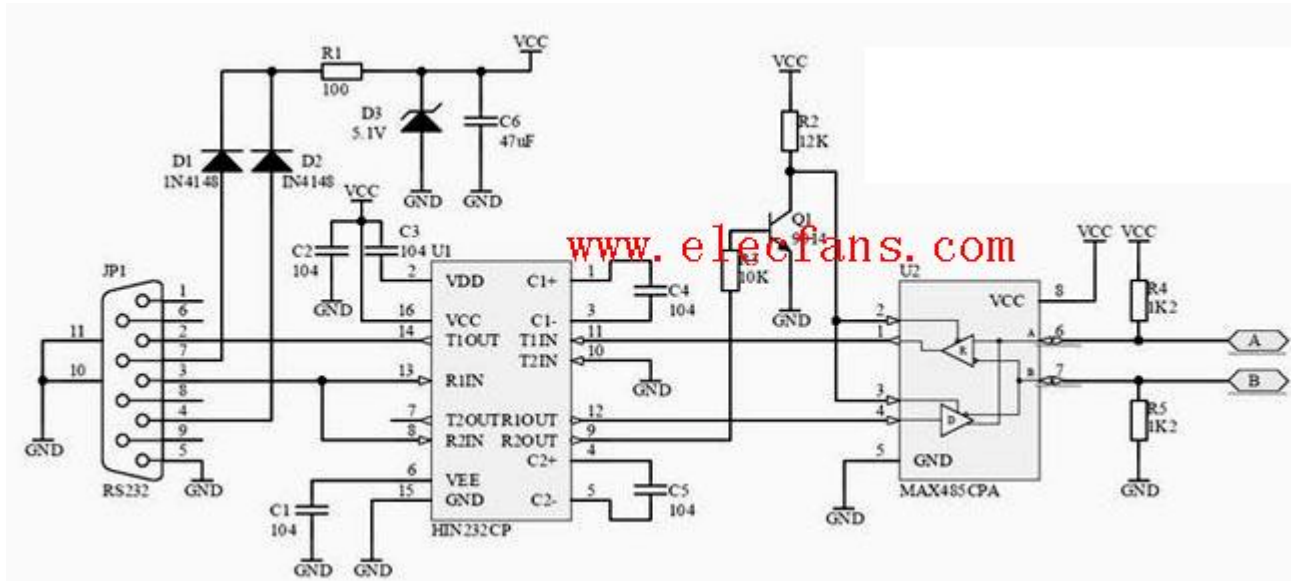 VCC
R1
100
D3
5.1V
C6
47uF
GND
GND
D1
1N4148
D2
IN4148
VCC
R2
12K
Q1
9014
R3
10K
GND
www.elecfans.com
VCC
C2
104
C3
104
GND
U1
2
VDD
C1+
1
C4
104
16
VCC
C1-
3
14
T1OUT
T1IN
11
T2IN
10
GND
13
R1IN
7
T2OUT
R1OUT
12
8
R2IN
R2OUT
9
C2+
4
6
VEE
15
GND
C2-
5
C5
104
HIN232CP
C1
104
GND
GND
JP1
1
6
2
7
3
8
4
9
5
11
10
GND
RS232
GND
U2
VCC
8
2
1
R
A
6
B
7
3
4
D
5
GND
MAX485CPA
GND
VCC
VCC
R4
1K2
A
B
R5
1K2
GND